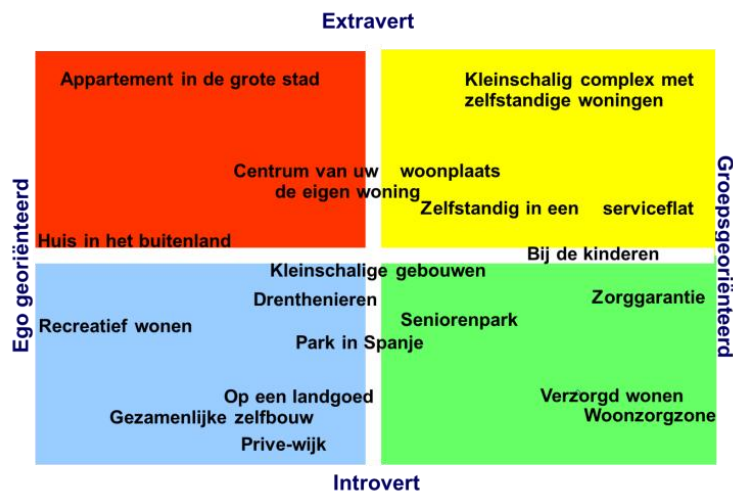 Extravert
Appartement in de grote stad
Kleinschalig complex met
zelfstandige woningen
Centrum van uw woonplaats
de eigen woning
Zelfstandig in een serviceflat
Huis in het buitenland
Bij de kinderen
Ego georiënteerd
Groepsgeoriënteerd
Kleinschalige gebouwen
Drenthenieren
Zorggarantie
Recreatief wonen
Seniorenpark
Park in Spanje
Op een landgoed
Verzorgd wonen
Gezamenlijke zelfbouw
Woonzorgzone
Prive-wijk
Introvert